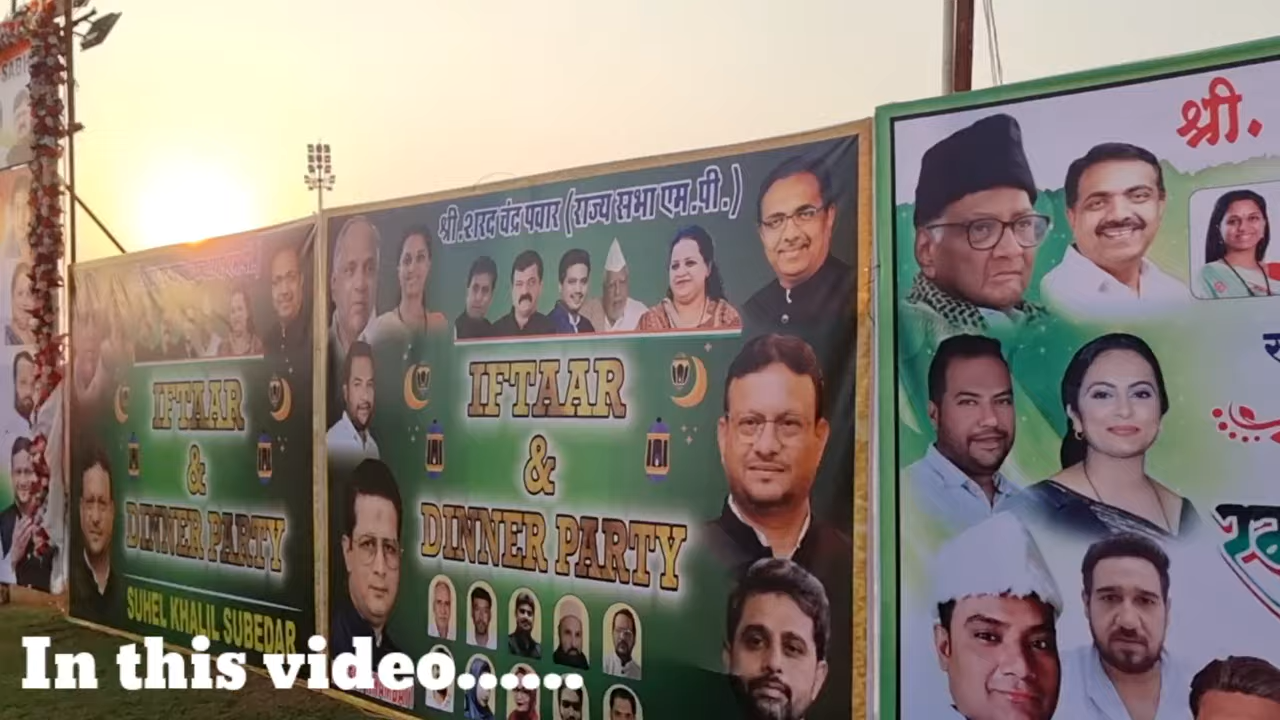 श्री.शरद चंद्र पवार (राज्य सभा एम.पी.)
IFTAAR
&
DINNER PARTY
IFTAAR
&
DINNER PARTY
SUHEL KHALIL SUBEDAR
श्री.
In this video......